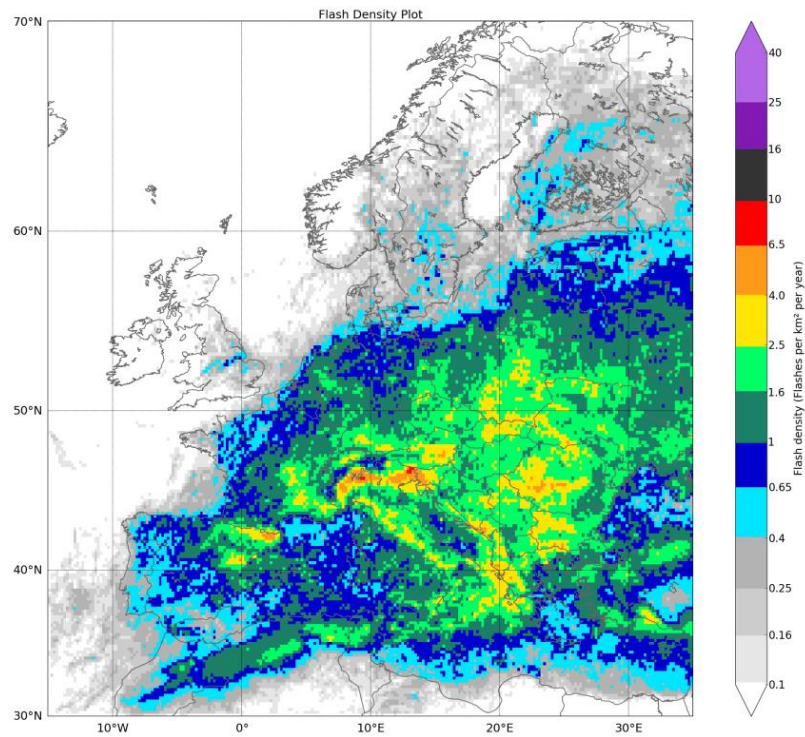 Flash Density Plot
70°N
60°N
50°N
40°N
30°N
10°W
0°
10°E
20°E
30°E
40
25
16
10
6.5
4.0
2.5
1.6
1
0.65
0.4
0.25
0.16
0.1
Flash density (Flashes per km² per year)